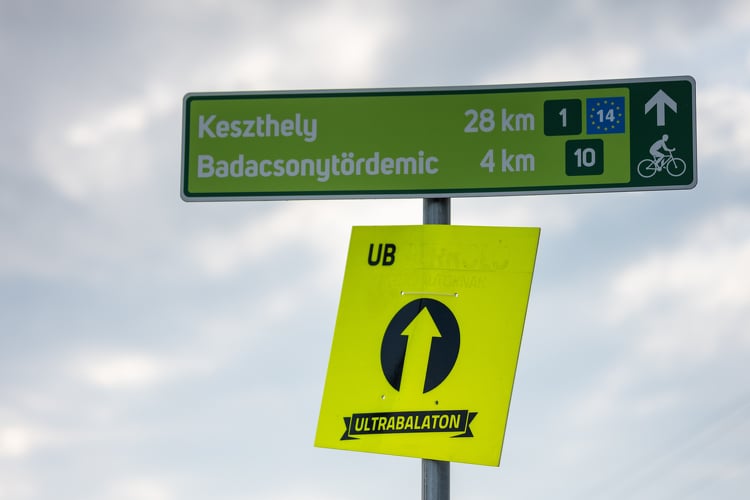 Keszthely 28 km 1 14
Badacsonytördemic 4 km 10
UB
ULTRABALATON